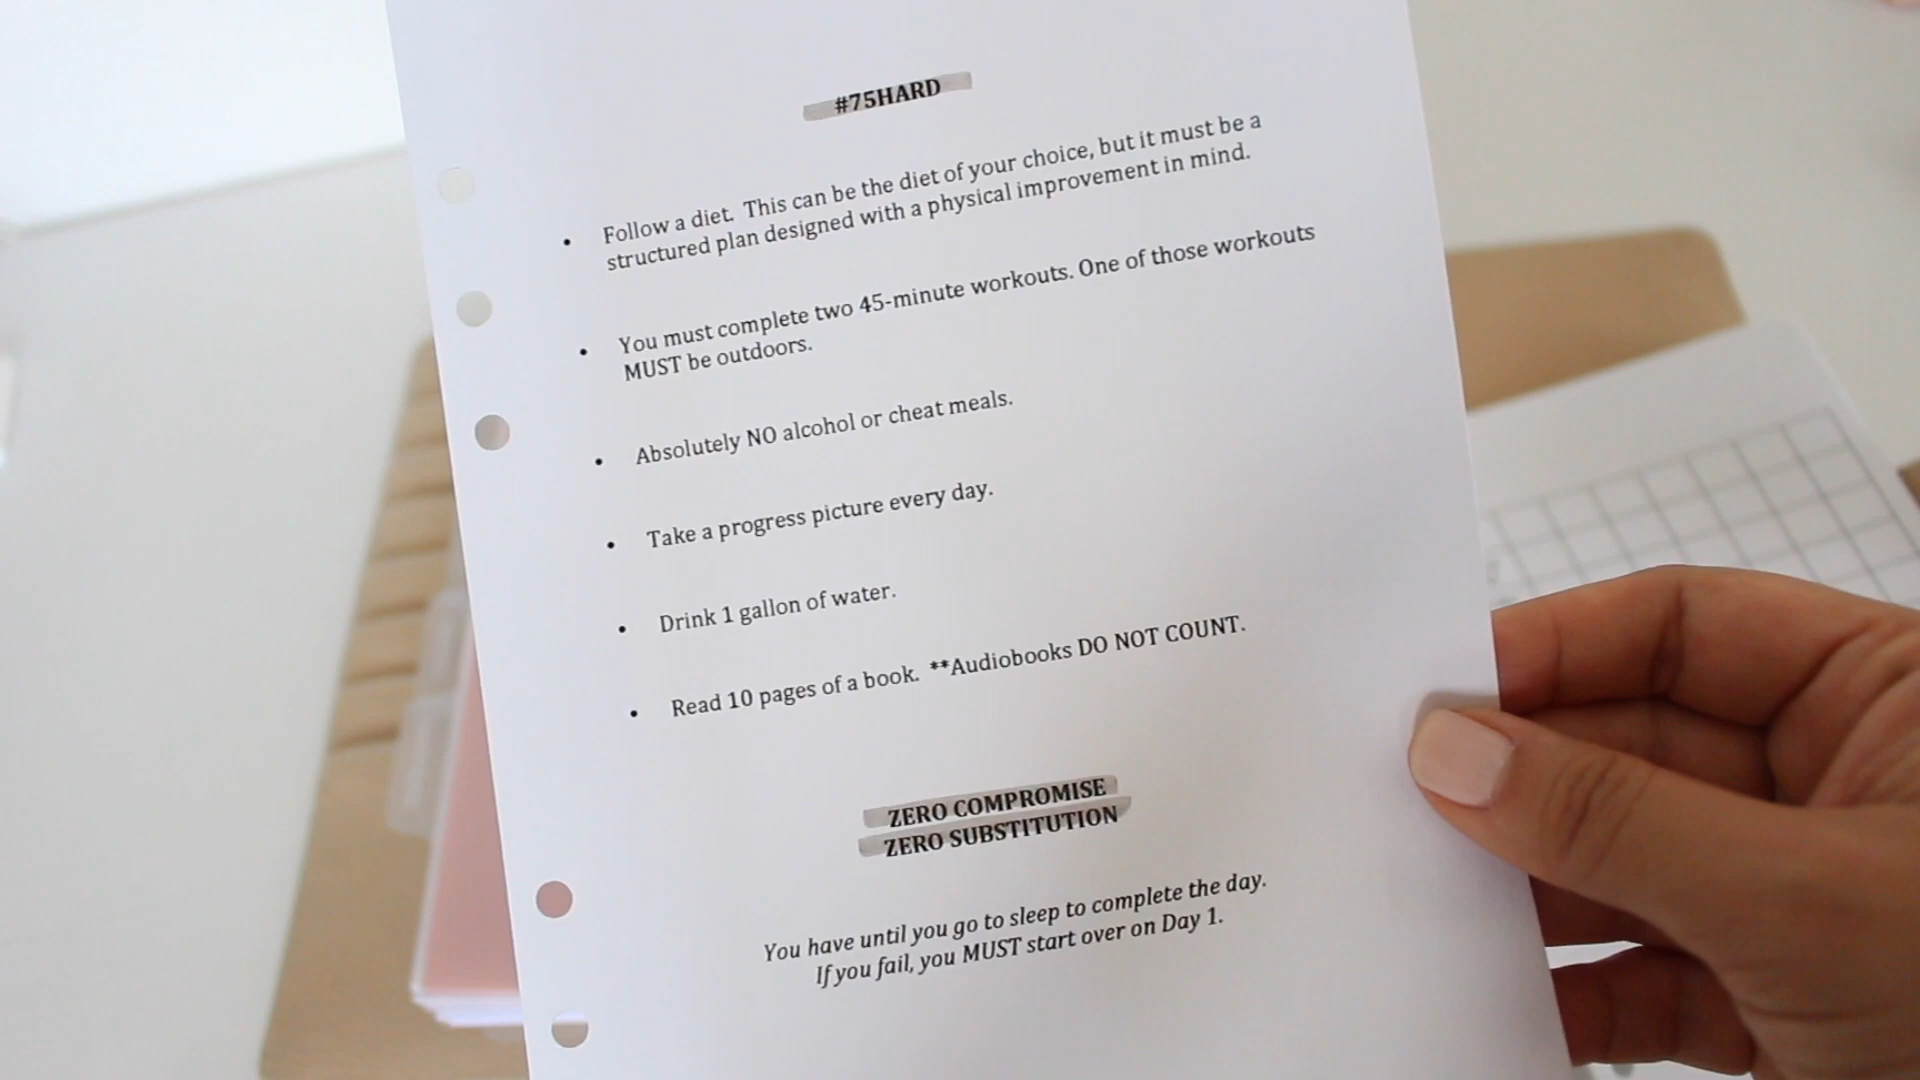 #75HARD
• Follow a diet.  This can be the diet of your choice, but it must be a
structured plan designed with a physical improvement in mind.
• You must complete two 45-minute workouts. One of those workouts
MUST be outdoors.
• Absolutely NO alcohol or cheat meals.
• Take a progress picture every day.
• Drink 1 gallon of water.
• Read 10 pages of a book.  **Audiobooks DO NOT COUNT.
ZERO COMPROMISE
ZERO SUBSTITUTION
You have until you go to sleep to complete the day.
If you fail, you MUST start over on Day 1.